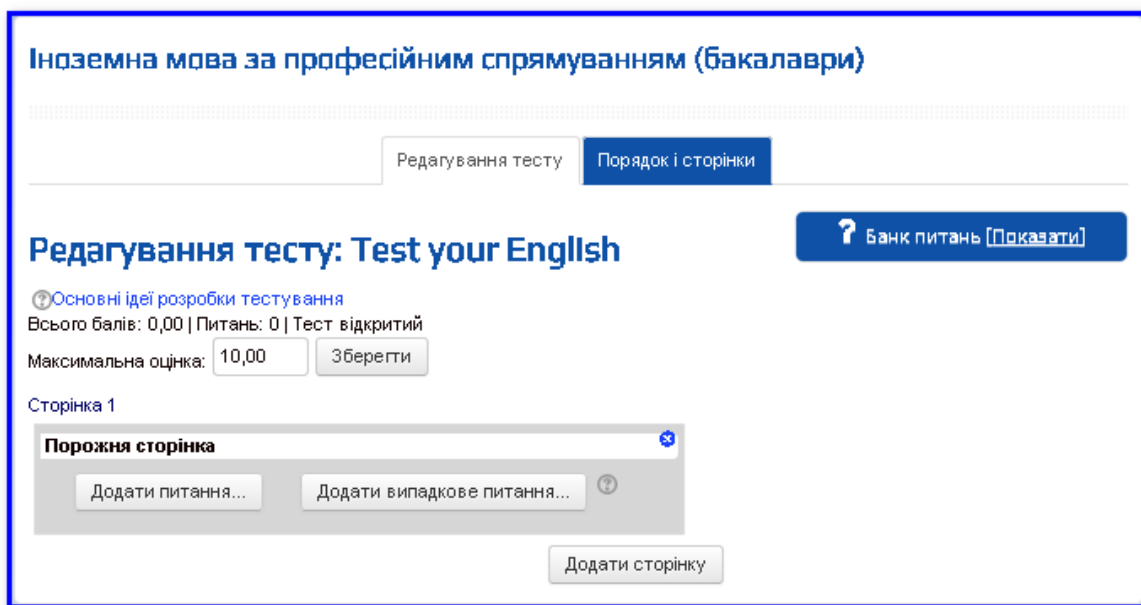 Іноземна мова за професійним спрямуванням (бакалаври)
Редагування тесту Порядок і сторінки
? Банк питань [Показати]
Редагування тесту: Test your English
?Основні ідеї розробки тестування
Всього балів: 0,00 | Питань: 0 | Тест відкритий
Максимальна оцінка: 10,00 Зберегти
Сторінка 1
Порожня сторінка
Додати питання... Додати випадкове питання... ?
Додати сторінку